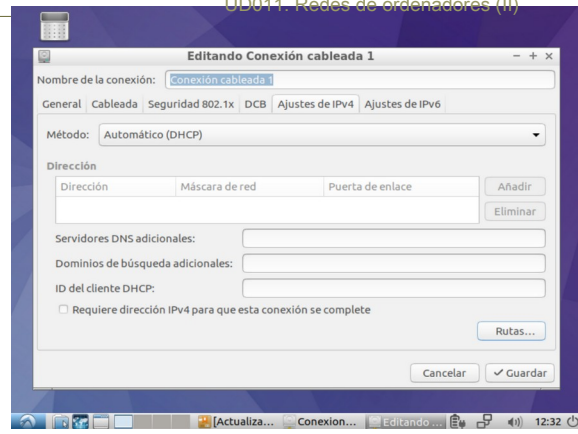 UD011. Redes de ordenadores (II)
Editando Conexión cableada 1
Nombre de la conexión: Conexión cableada 1
General Cableada Seguridad 802.1x DCB Ajustes de IPv4 Ajustes de IPv6
Método: Automático (DHCP)
Dirección
Dirección Máscara de red Puerta de enlace Añadir
Eliminar
Servidores DNS adicionales:
Dominios de búsqueda adicionales:
ID del cliente DHCP:
Requiere dirección IPv4 para que esta conexión se complete
Rutas...
Cancelar Guardar
[Actualiza... Conexion... Editando ... 12:32